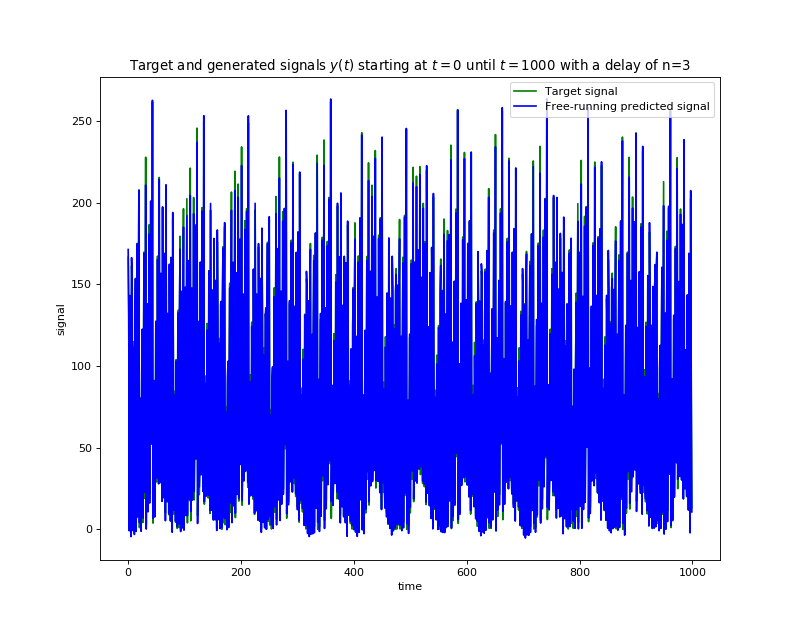 Target and generated signals y(t) starting at t = 0 until t = 1000 with a delay of n=3
Target signal
Free-running predicted signal
250
200
150
100
50
0
signal
0 200 400 600 800 1000
time